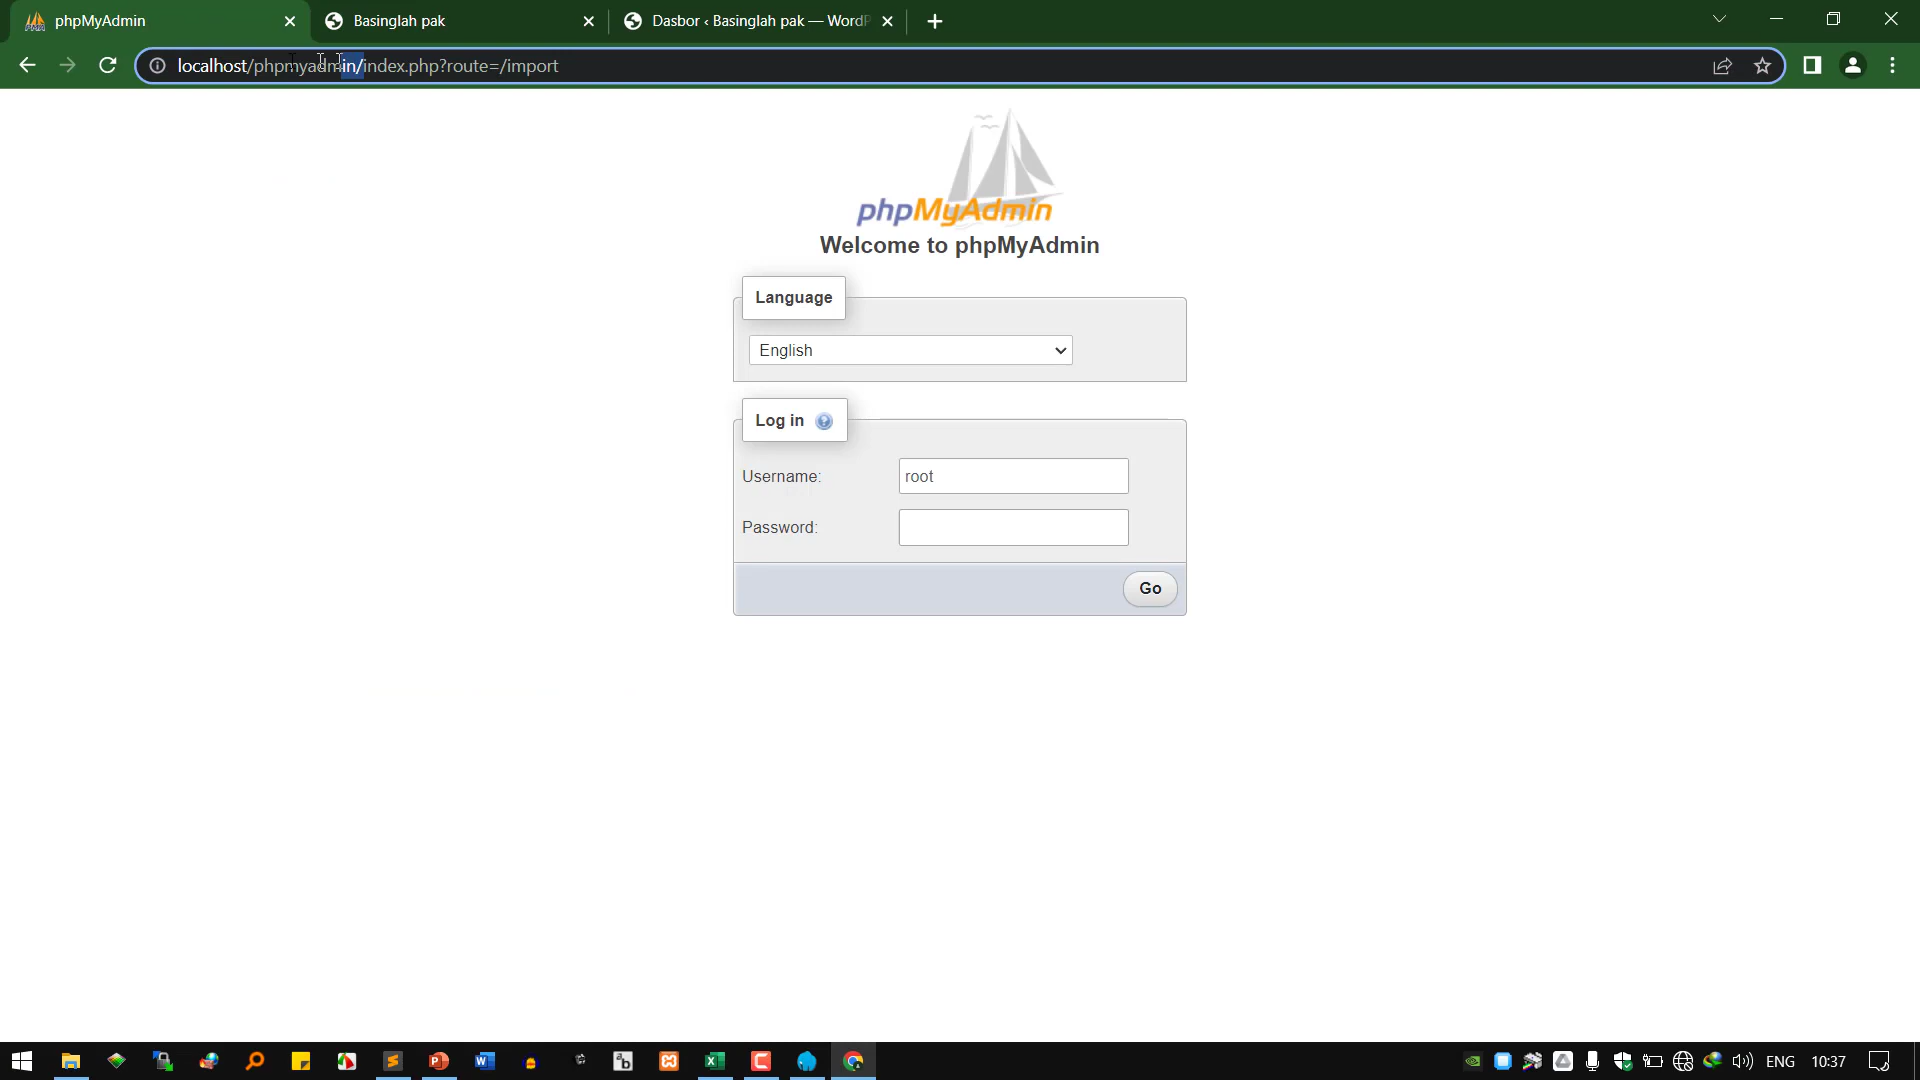 phpMyAdmin
Basinglah pak
Dasbor ‹ Basinglah pak — WordP
localhost/phpmyadmin/index.php?route=/import
phpMyAdmin
Welcome to phpMyAdmin
Language
English
Log in
Username:
root
Password:
Go
ENG
10:37